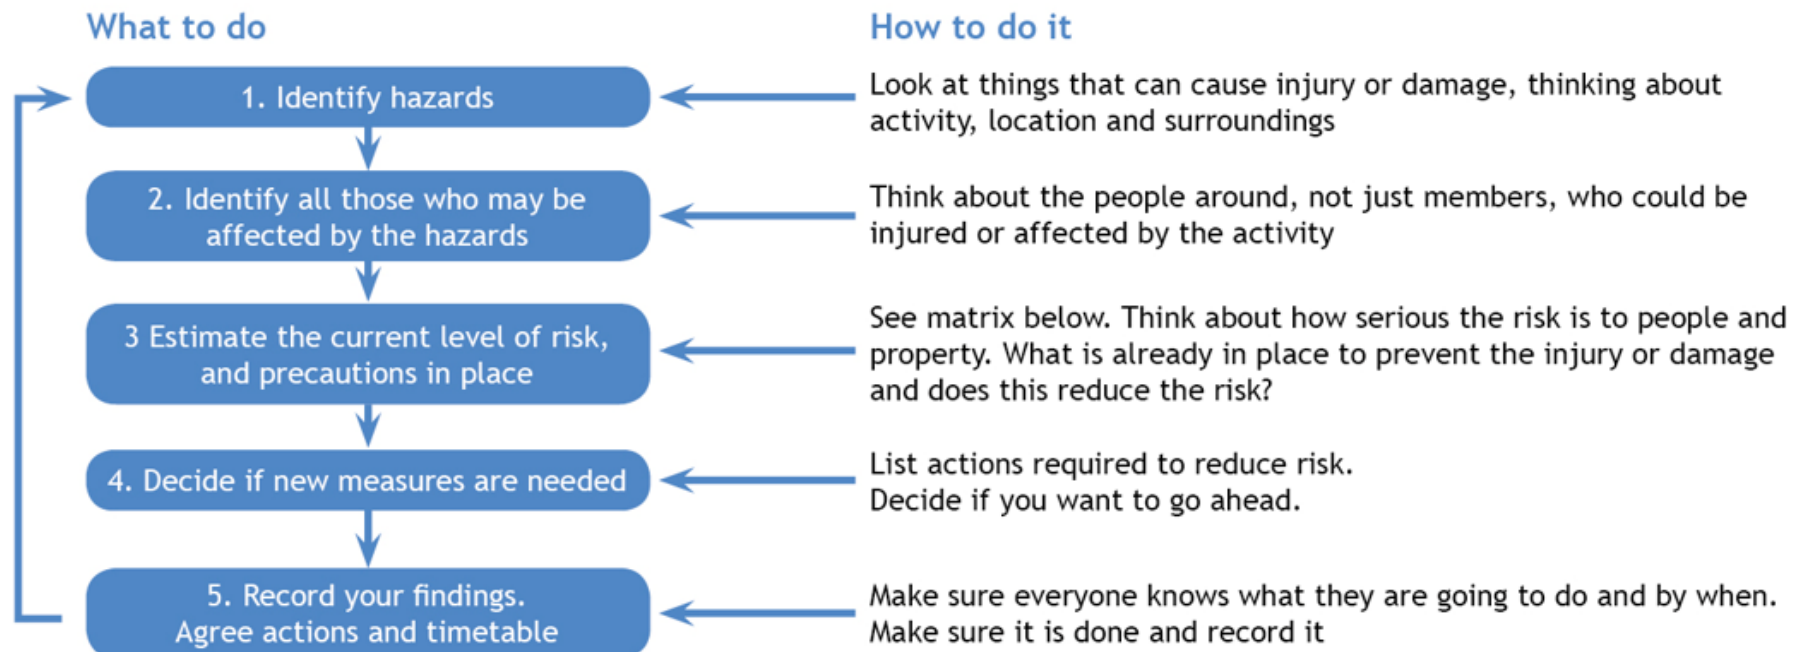 What to do
How to do it
1. Identify hazards
Look at things that can cause injury or damage, thinking about
activity, location and surroundings
2. Identify all those who may be
affected by the hazards
Think about the people around, not just members, who could be
injured or affected by the activity
3 Estimate the current level of risk,
and precautions in place
See matrix below. Think about how serious the risk is to people and
property. What is already in place to prevent the injury or damage
and does this reduce the risk?
4. Decide if new measures are needed
List actions required to reduce risk.
Decide if you want to go ahead.
5. Record your findings.
Agree actions and timetable
Make sure everyone knows what they are going to do and by when.
Make sure it is done and record it